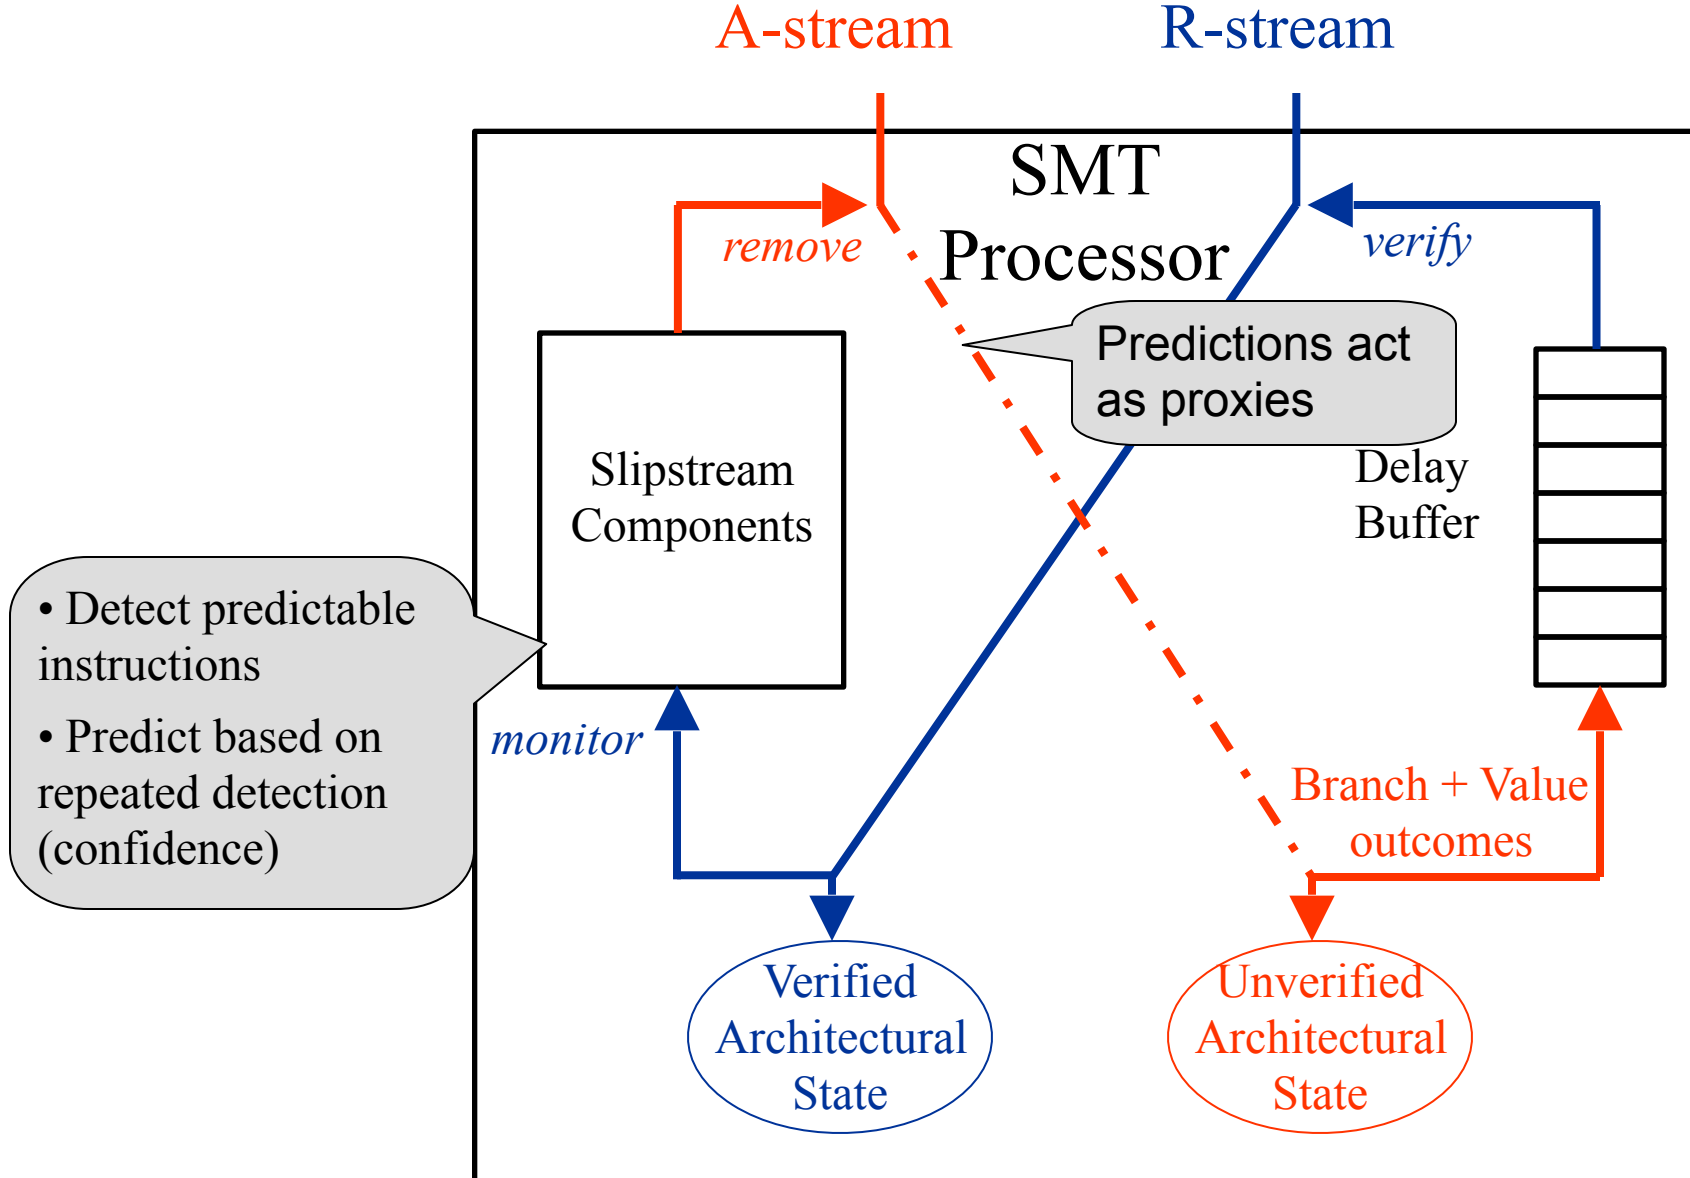 A-stream
R-stream
SMT
Processor
remove
verify
Predictions act
as proxies
Slipstream
Components
Delay
Buffer
• Detect predictable
instructions
• Predict based on
repeated detection
(confidence)
monitor
Branch + Value
outcomes
Verified
Architectural
State
Unverified
Architectural
State